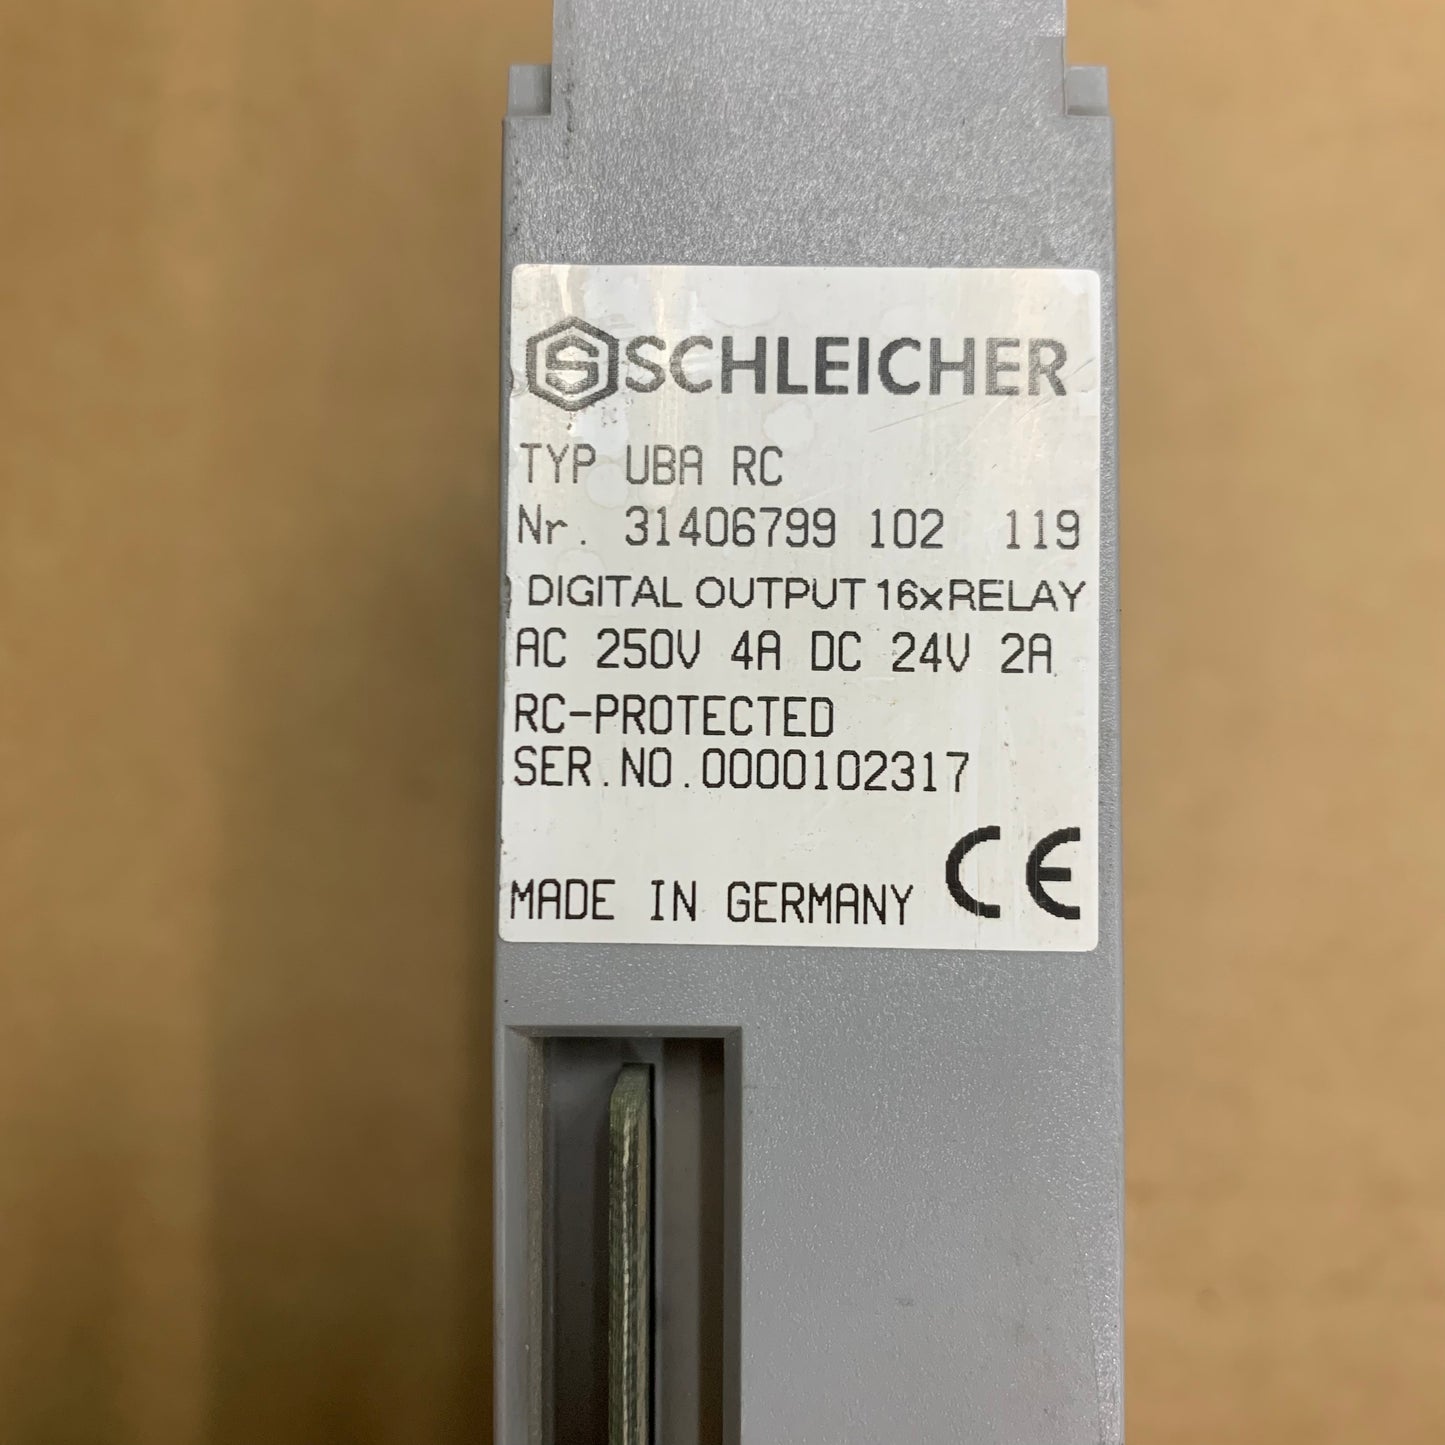 S SCHLEICHER
TYP UBA RC
Nr. 31406799 102 119
DIGITAL OUTPUT 16xRELAY
AC 250V 4A DC 24V 2A
RC-PROTECTED
SER.NO.0000102317
MADE IN GERMANY CE